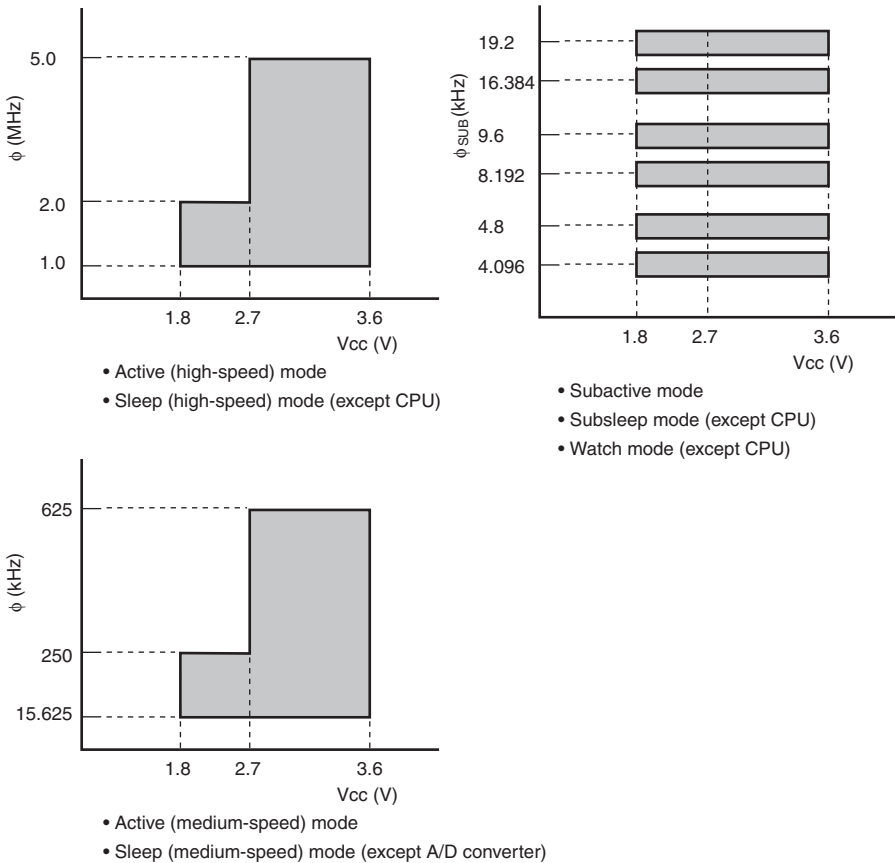 5.0
2.0
1.0
φ (MHz)
1.8 2.7 3.6
Vcc (V)
• Active (high-speed) mode
• Sleep (high-speed) mode (except CPU)
19.2
16.384
9.6
8.192
4.8
4.096
φSUB (kHz)
1.8 2.7 3.6
Vcc (V)
• Subactive mode
• Subsleep mode (except CPU)
• Watch mode (except CPU)
625
250
15.625
φ (kHz)
1.8 2.7 3.6
Vcc (V)
• Active (medium-speed) mode
• Sleep (medium-speed) mode (except A/D converter)